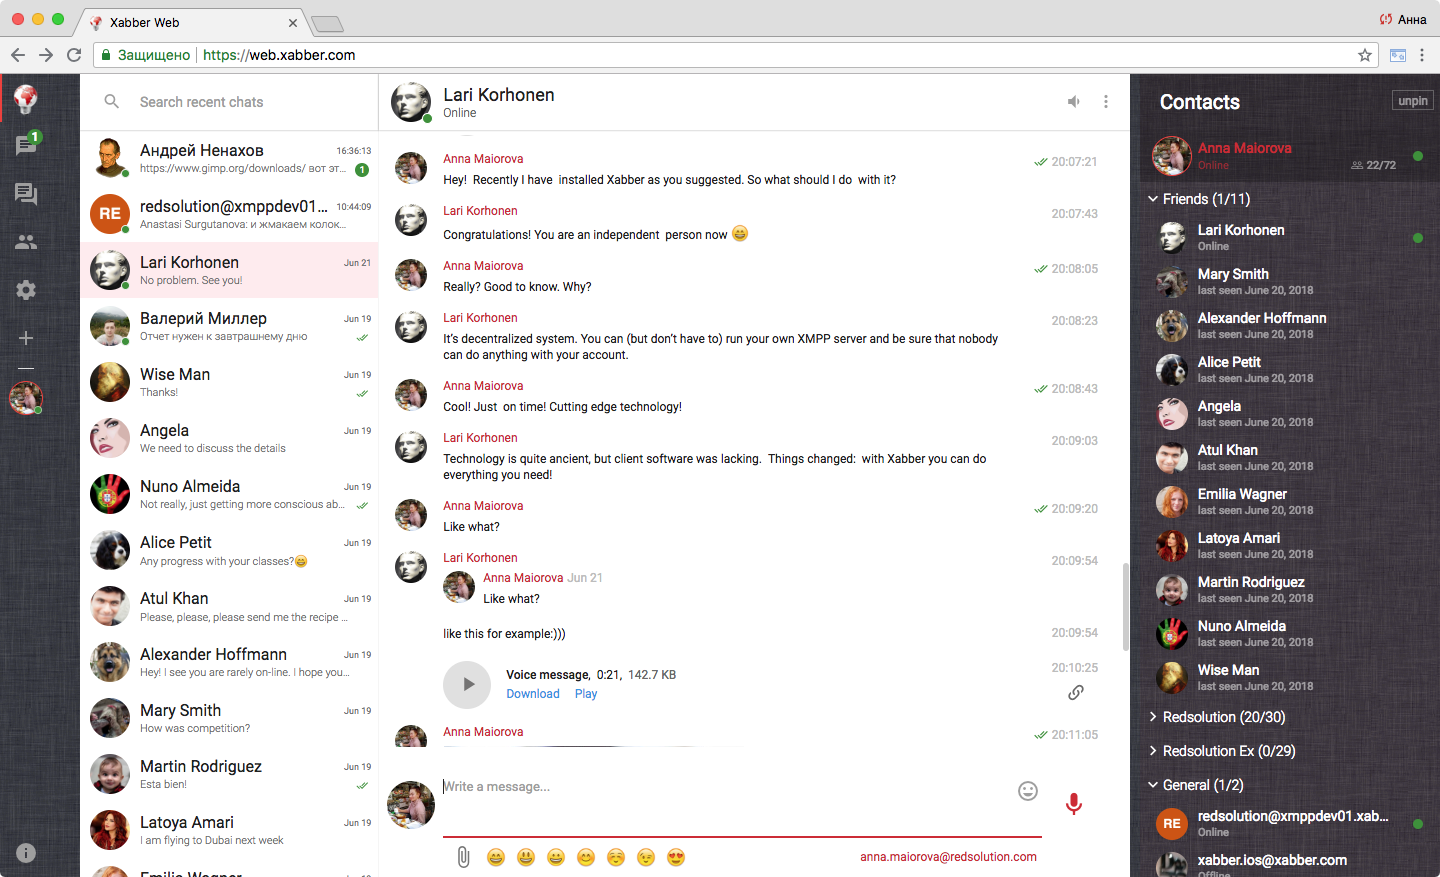 Xabber Web
Анна
Защищено
https://web.xabber.com
1
Search recent chats
Андрей Ненахов 16:36:13
https://www.gimp.org/downloads/ вот эт... 1
RE
redsolution@xmppdev01... 10:44:09
Anastasi Surgutanova: и жмакаем колок...
Lari Korhonen Jun 21
No problem. See you!
Валерий Миллер Jun 19
Отчет нужен к завтрашнему дню
Wise Man Jun 19
Thanks!
Angela Jun 19
We need to discuss the details
Nuno Almeida Jun 19
Not really, just getting more conscious ab...
Alice Petit Jun 19
Any progress with your classes?😄
Atul Khan Jun 19
Please, please, please send me the recipe ...
Alexander Hoffmann Jun 19
Hey! I see you are rarely on-line. I hope you...
Mary Smith Jun 19
How was competition?
Martin Rodriguez Jun 19
Esta bien!
Latoya Amari Jun 19
I am flying to Dubai next week
Emilia Wagner
Lari Korhonen
Online
Anna Maiorova 20:07:21
Hey! Recently I have installed Xabber as you suggested. So what should I do with it?
Lari Korhonen 20:07:43
Congratulations! You are an independent person now 😄
Anna Maiorova 20:08:05
Really? Good to know. Why?
Lari Korhonen 20:08:23
It's decentralized system. You can (but don't have to) run your own XMPP server and be sure that nobody
can do anything with your account.
Anna Maiorova 20:08:43
Cool! Just on time! Cutting edge technology!
Lari Korhonen 20:09:03
Technology is quite ancient, but client software was lacking. Things changed: with Xabber you can do
everything you need!
Anna Maiorova 20:09:20
Like what?
Lari Korhonen 20:09:54
Anna Maiorova Jun 21
Like what?
like this for example:))) 20:09:54
Voice message, 0:21, 142.7 KB 20:10:25
Download Play
Anna Maiorova 20:11:05
Write a message...
anna.maiorova@redsolution.com
Contacts unpin
Anna Maiorova
Online 22/72
Friends (1/11)
Lari Korhonen
Online
Mary Smith
last seen June 20, 2018
Alexander Hoffmann
last seen June 20, 2018
Alice Petit
last seen June 20, 2018
Angela
last seen June 20, 2018
Atul Khan
last seen June 20, 2018
Emilia Wagner
last seen June 20, 2018
Latoya Amari
last seen June 20, 2018
Martin Rodriguez
last seen June 20, 2018
Nuno Almeida
last seen June 20, 2018
Wise Man
last seen June 20, 2018
Redsolution (20/30)
Redsolution Ex (0/29)
General (1/2)
RE
redsolution@xmppdev01.xab...
Online
xabber.ios@xabber.com
Offline